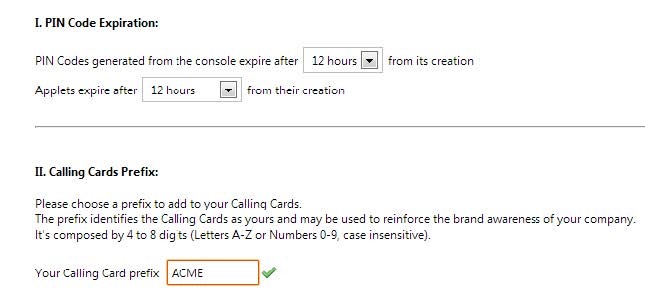 I. PIN Code Expiration:
PIN Codes generated from the console expire after 12 hours from its creation
Applets expire after 12 hours from their creation
II. Calling Cards Prefix:
Please choose a prefix to add to your Calling Cards.
The prefix identifies the Calling Cards as yours and may be used to reinforce the brand awareness of your company.
It's composed by 4 to 8 digits (Letters A-Z or Numbers 0-9, case insensitive).
Your Calling Card prefix ACME